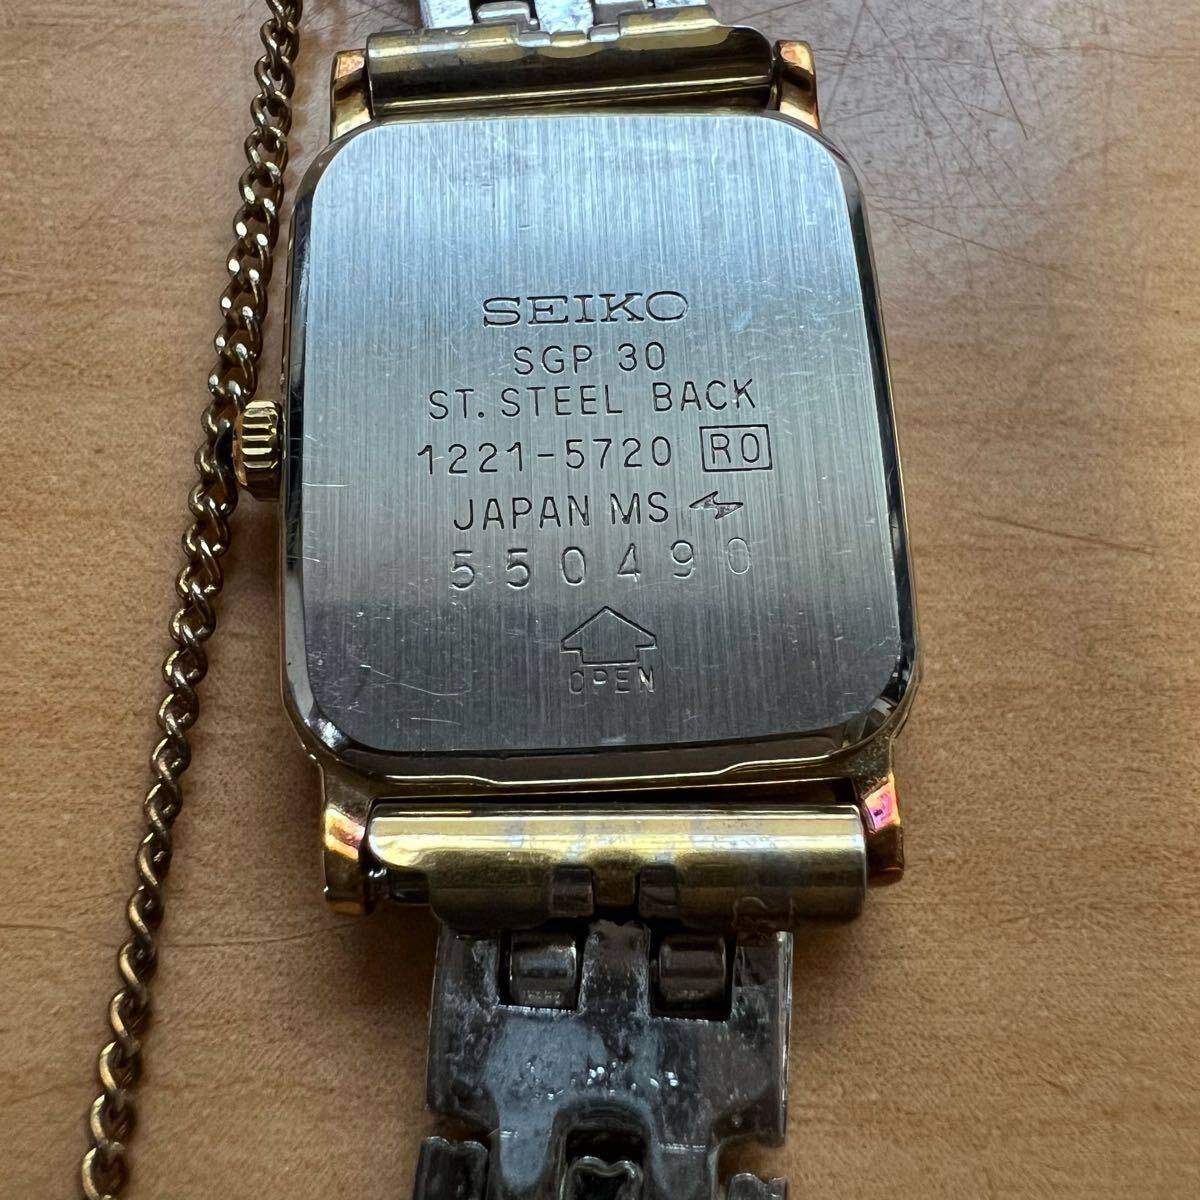 SEIKO
SGP 30
ST. STEEL BACK
1221-5720 R0
JAPAN MS
550490
OPEN